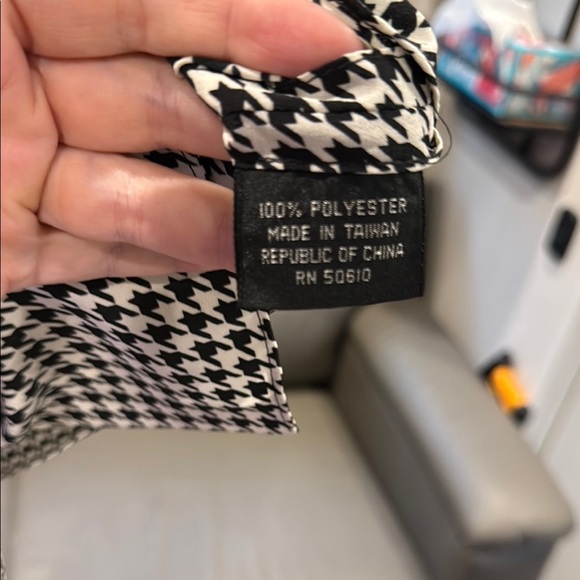 100% POLYESTER
MADE IN TAIWAN
REPUBLIC OF CHINA
RN 50610